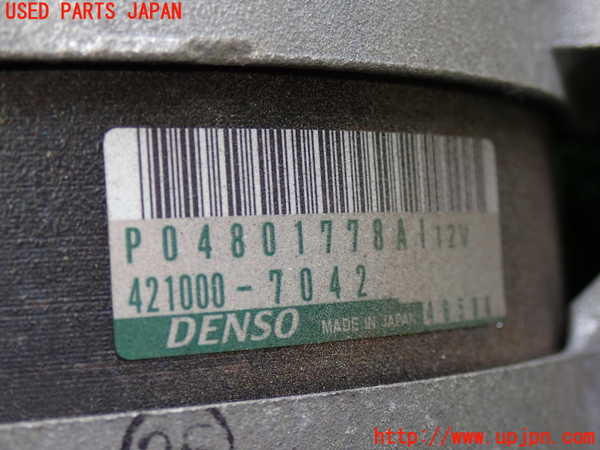 USED PARTS JAPAN
P04801778AI 12V
421000-7042
DENSO MADE IN JAPAN
http://www.upjpn.com/